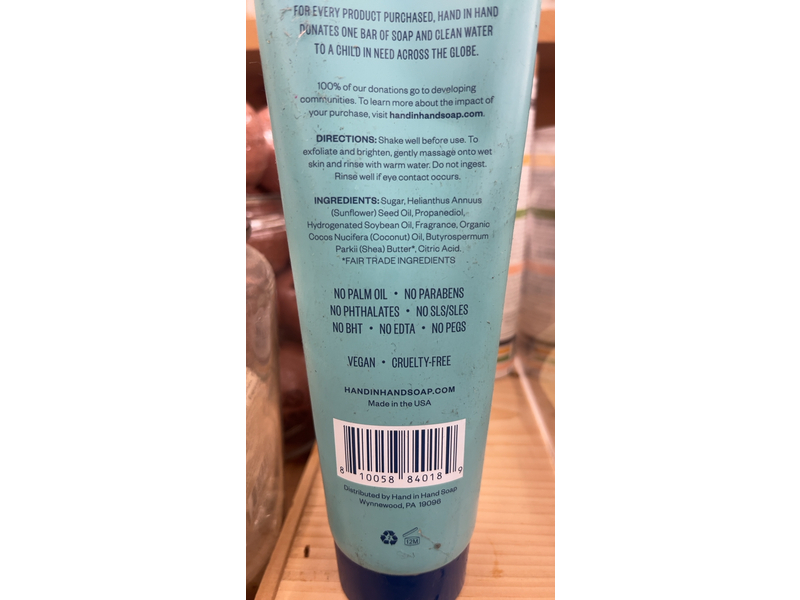 FOR EVERY PRODUCT PURCHASED, HAND IN HAND
DONATES ONE BAR OF SOAP AND CLEAN WATER
TO A CHILD IN NEED ACROSS THE GLOBE.
100% of our donations go to developing
communities. To learn more about the impact of
your purchase, visit handinhandsoap.com.
DIRECTIONS: Shake well before use. To
exfoliate and brighten, gently massage onto wet
skin and rinse with warm water. Do not ingest.
Rinse well if eye contact occurs.
INGREDIENTS: Sugar, Helianthus Annuus
(Sunflower) Seed Oil, Propanediol,
Hydrogenated Soybean Oil, Fragrance, Organic
Cocos Nucifera (Coconut) Oil, Butyrospermum
Parkii (Shea) Butter*, Citric Acid.
*FAIR TRADE INGREDIENTS
NO PALM OIL • NO PARABENS
NO PHTHALATES • NO SLS/SLES
NO BHT • NO EDTA • NO PEGS
VEGAN • CRUELTY-FREE
HANDINHANDSOAP.COM
Made in the USA
8 10058 84018 9
Distributed by Hand in Hand Soap
Wynnewood, PA 19096
12M